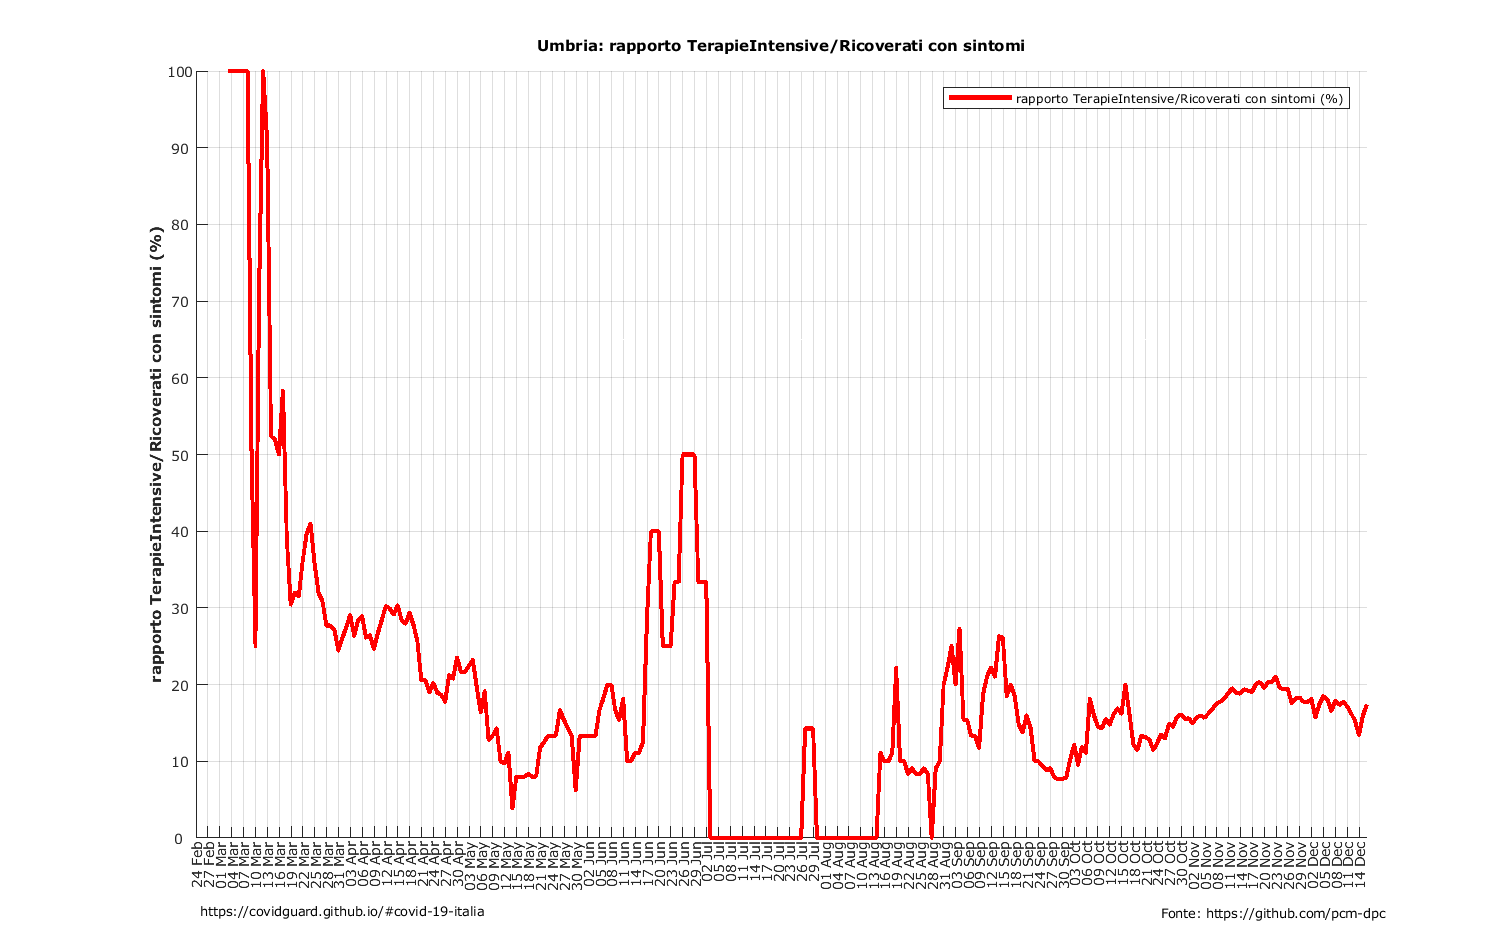 Umbria: rapporto TerapieIntensive/Ricoverati con sintomi
rapporto TerapieIntensive/Ricoverati con sintomi (%)
rapporto TerapieIntensive/Ricoverati con sintomi (%)
100
90
80
70
60
50
40
30
20
10
0
24 Feb
27 Feb
01 Mar
04 Mar
07 Mar
10 Mar
13 Mar
16 Mar
19 Mar
22 Mar
25 Mar
28 Mar
31 Mar
03 Apr
06 Apr
09 Apr
12 Apr
15 Apr
18 Apr
21 Apr
24 Apr
27 Apr
30 Apr
03 May
06 May
09 May
12 May
15 May
18 May
21 May
24 May
27 May
30 May
02 Jun
05 Jun
08 Jun
11 Jun
14 Jun
17 Jun
20 Jun
23 Jun
26 Jun
29 Jun
02 Jul
05 Jul
08 Jul
11 Jul
14 Jul
17 Jul
20 Jul
23 Jul
26 Jul
29 Jul
01 Aug
04 Aug
07 Aug
10 Aug
13 Aug
16 Aug
19 Aug
22 Aug
25 Aug
28 Aug
31 Aug
03 Sep
06 Sep
09 Sep
12 Sep
15 Sep
18 Sep
21 Sep
24 Sep
27 Sep
30 Sep
03 Oct
06 Oct
09 Oct
12 Oct
15 Oct
18 Oct
21 Oct
24 Oct
27 Oct
30 Oct
02 Nov
05 Nov
08 Nov
11 Nov
14 Nov
17 Nov
20 Nov
23 Nov
26 Nov
29 Nov
02 Dec
05 Dec
08 Dec
11 Dec
14 Dec
https://covidguard.github.io/#covid-19-italia
Fonte: https://github.com/pcm-dpc